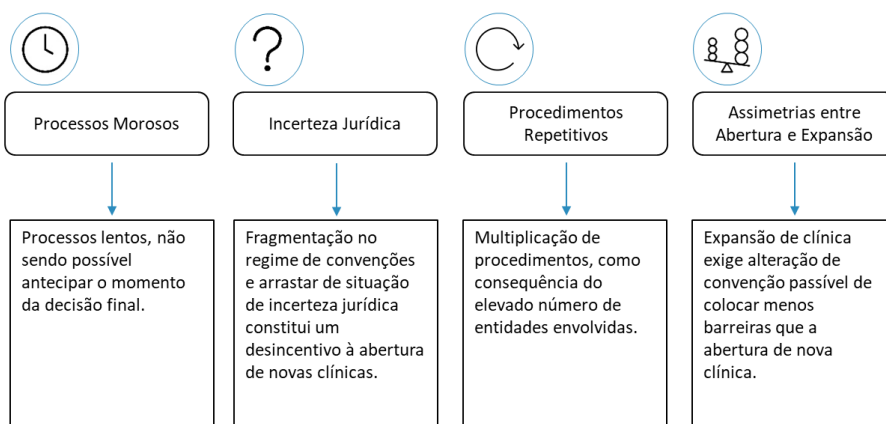 Processos Morosos
Incerteza Jurídica
Procedimentos
Repetitivos
Assimetrias entre
Abertura e Expansão
Processos lentos, não
sendo possível
antecipar o momento
da decisão final.
Fragmentação no
regime de convenções
e arrastar de situação
de incerteza jurídica
constitui um
desincentivo à abertura
de novas clínicas.
Multiplicação de
procedimentos, como
consequência do
elevado número de
entidades envolvidas.
Expansão de clínica
exige alteração de
convenção passível de
colocar menos
barreiras que a
abertura de nova
clínica.